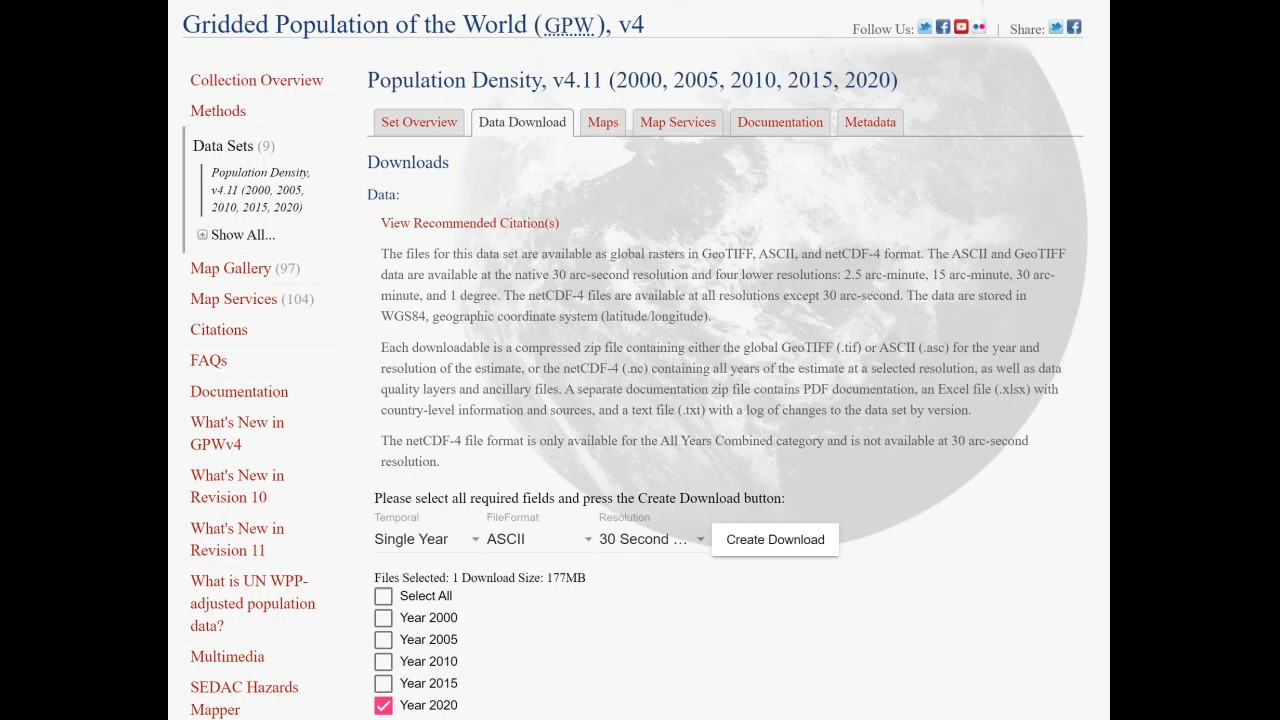 Gridded Population of the World (GPW), v4
Follow Us: | Share:
Collection Overview
Methods
Data Sets (9)
Population Density,
v4.11 (2000, 2005,
2010, 2015, 2020)
Show All...
Map Gallery (97)
Map Services (104)
Citations
FAQs
Documentation
What's New in
GPWv4
What's New in
Revision 10
What's New in
Revision 11
What is UN WPP-
adjusted population
data?
Multimedia
SEDAC Hazards
Mapper
Population Density, v4.11 (2000, 2005, 2010, 2015, 2020)
Set Overview Data Download Maps Map Services Documentation Metadata
Downloads
Data:
View Recommended Citation(s)
The files for this data set are available as global rasters in GeoTIFF, ASCII, and netCDF-4 format. The ASCII and GeoTIFF
data are available at the native 30 arc-second resolution and four lower resolutions: 2.5 arc-minute, 15 arc-minute, 30 arc-
minute, and 1 degree. The netCDF-4 files are available at all resolutions except 30 arc-second. The data are stored in
WGS84, geographic coordinate system (latitude/longitude).
Each downloadable is a compressed zip file containing either the global GeoTIFF (.tif) or ASCII (.asc) for the year and
resolution of the estimate, or the netCDF-4 (.nc) containing all years of the estimate at a selected resolution, as well as data
quality layers and ancillary files. A separate documentation zip file contains PDF documentation, an Excel file (.xlsx) with
country-level information and sources, and a text file (.txt) with a log of changes to the data set by version.
The netCDF-4 file format is only available for the All Years Combined category and is not available at 30 arc-second
resolution.
Please select all required fields and press the Create Download button:
Temporal FileFormat Resolution
Single Year ASCII 30 Second ... Create Download
Files Selected: 1 Download Size: 177MB
Select All
Year 2000
Year 2005
Year 2010
Year 2015
Year 2020